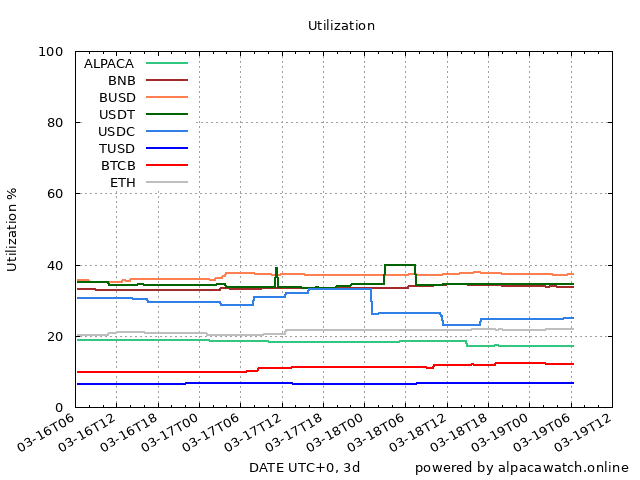 Utilization
100
80
60
40
20
0
Utilization %
ALPACA
BNB
BUSD
USDT
USDC
TUSD
BTCB
ETH
03-16T06
03-16T12
03-16T18
03-17T00
03-17T06
03-17T12
03-17T18
03-18T00
03-18T06
03-18T12
03-18T18
03-19T00
03-19T06
03-19T12
DATE UTC+0, 3d
powered by alpacawatch.online